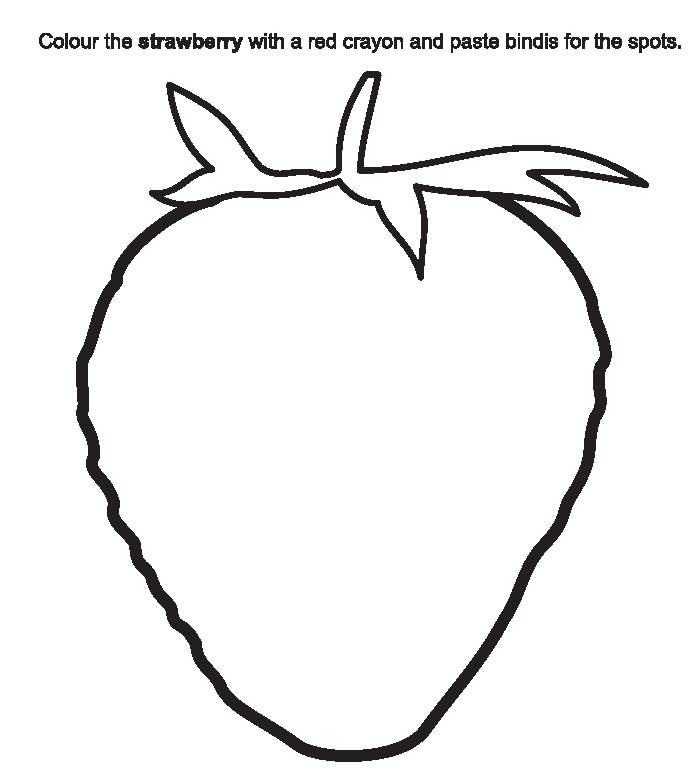 Colour the strawberry with a red crayon and paste bindis for the spots.